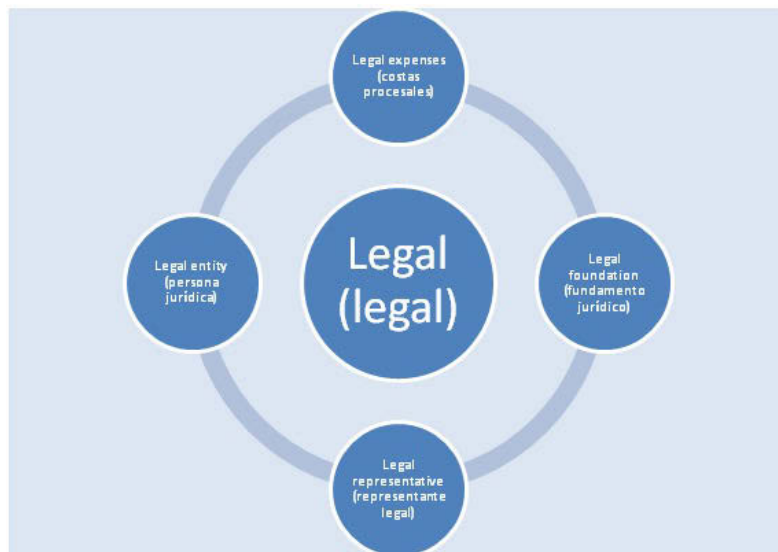 Legal expenses
(costas
procesales)
Legal entity
(persona
jurídica)
Legal
(legal)
Legal
foundation
(fundamento
jurídico)
Legal
representative
(representante
legal)